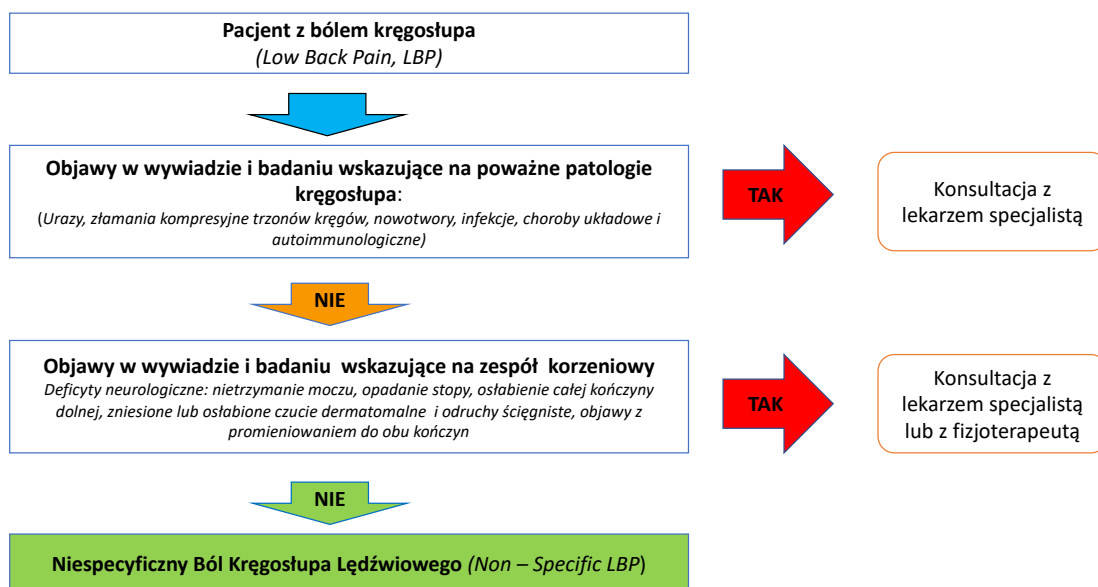 Pacjent z bólem kręgosłupa
(Low Back Pain, LBP)
Objawy w wywiadzie i badaniu wskazujące na poważne patologie
kręgosłupa:
(Urazy, złamania kompresyjne trzonów kręgów, nowotwory, infekcje, choroby układowe i
autoimmunologiczne)
TAK
Konsultacja z
lekarzem specjalistą
NIE
Objawy w wywiadzie i badaniu  wskazujące na zespół  korzeniowy
Deficyty neurologiczne: nietrzymanie moczu, opadanie stopy, osłabienie całej kończyny
dolnej, zniesione lub osłabione czucie dermatomalne  i odruchy ścięgniste, objawy z
promieniowaniem do obu kończyn
TAK
Konsultacja z
lekarzem specjalistą
lub z fizjoterapeutą
NIE
Niespecyficzny Ból Kręgosłupa Lędźwiowego (Non – Specific LBP)